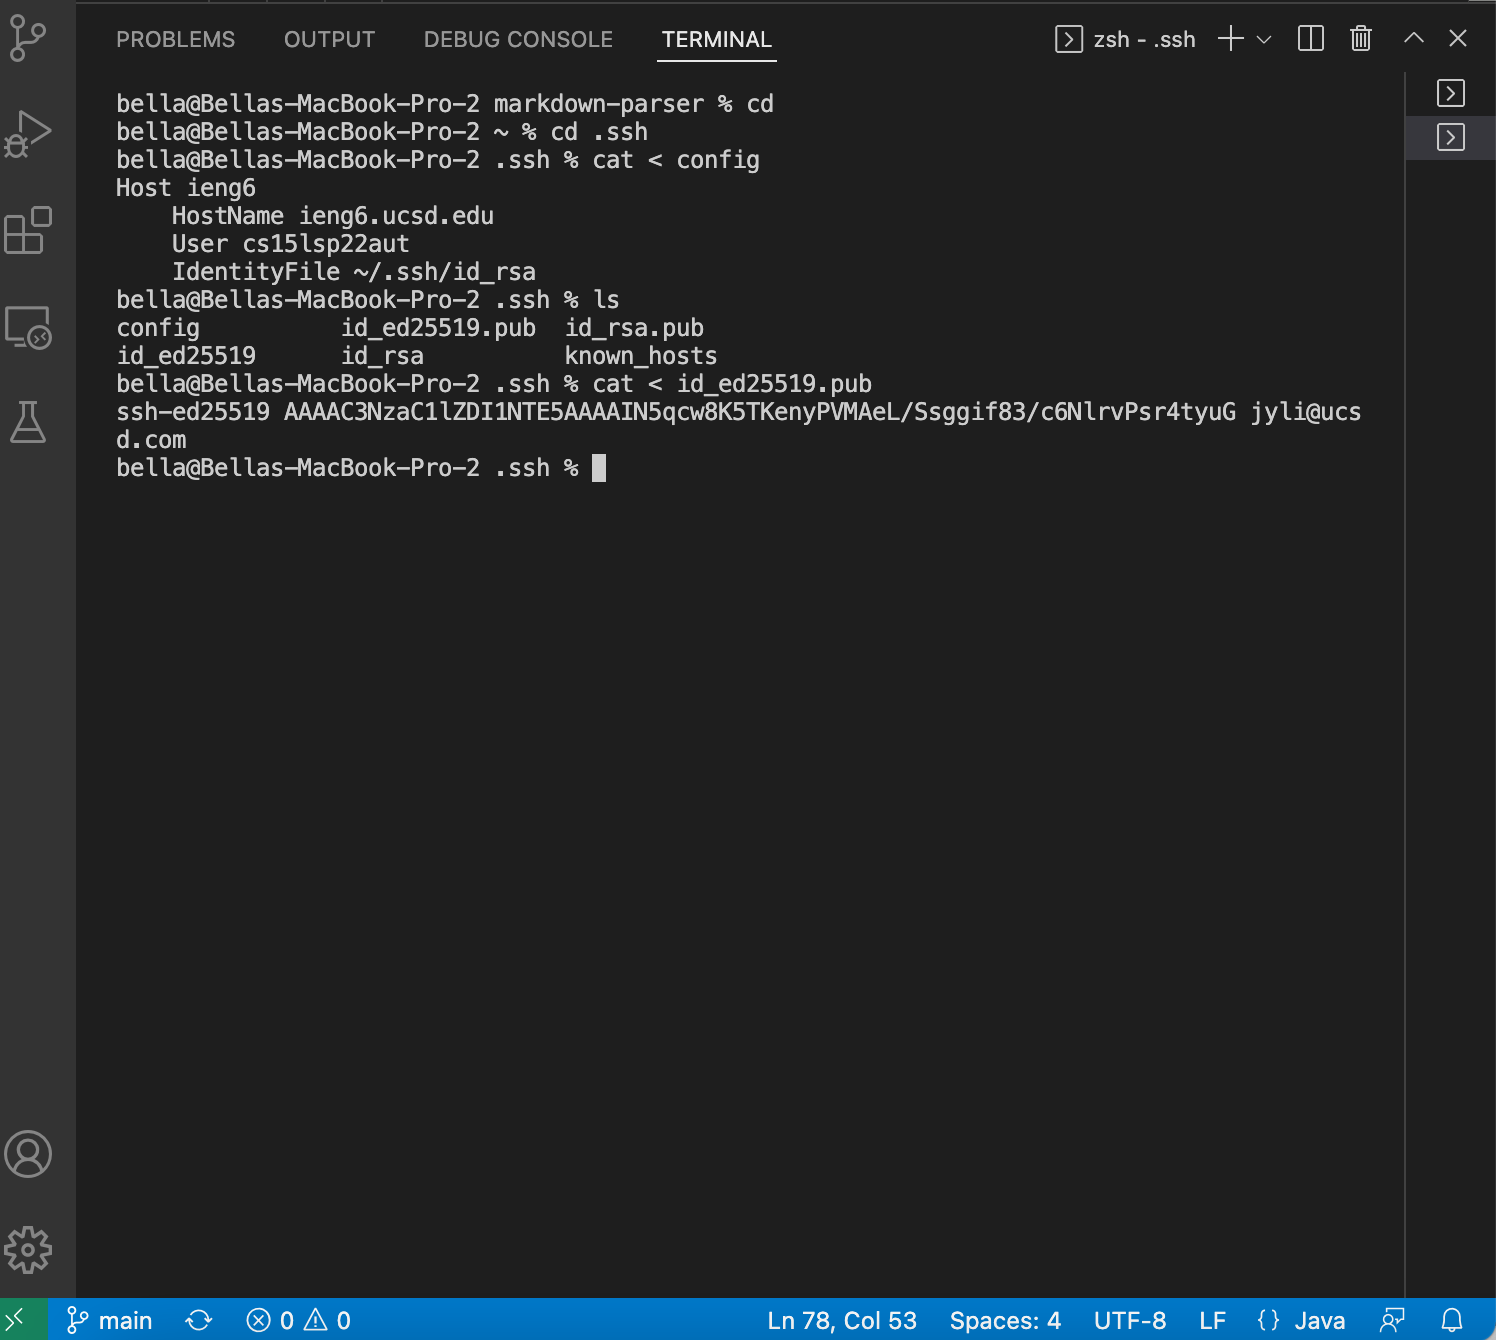 PROBLEMS OUTPUT DEBUG CONSOLE TERMINAL zsh - .ssh
bella@Bellas-MacBook-Pro-2 markdown-parser % cd
bella@Bellas-MacBook-Pro-2 ~ % cd .ssh
bella@Bellas-MacBook-Pro-2 .ssh % cat < config
Host ieng6
    HostName ieng6.ucsd.edu
    User cs15lsp22aut
    IdentityFile ~/.ssh/id_rsa
bella@Bellas-MacBook-Pro-2 .ssh % ls
config          id_ed25519.pub  id_rsa.pub
id_ed25519      id_rsa          known_hosts
bella@Bellas-MacBook-Pro-2 .ssh % cat < id_ed25519.pub
ssh-ed25519 AAAAC3NzaC1lZDI1NTE5AAAAIN5qcw8K5TKenyPVMAeL/Ssggif83/c6NlrvPsr4tyuG jyli@ucs
d.com
bella@Bellas-MacBook-Pro-2 .ssh %
main 0 0 Ln 78, Col 53 Spaces: 4 UTF-8 LF {} Java